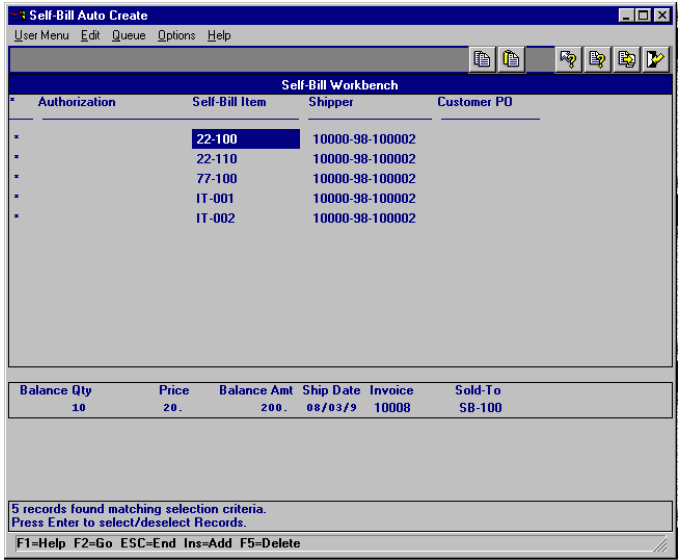 Self-Bill Auto Create
User Menu Edit Queue Options Help
Self-Bill Workbench
* Authorization Self-Bill Item Shipper Customer PO
* 22-100 10000-98-100002
* 22-110 10000-98-100002
* 77-100 10000-98-100002
* IT-001 10000-98-100002
* IT-002 10000-98-100002
Balance Qty Price Balance Amt Ship Date Invoice Sold-To
10 20. 200. 08/03/9 10008 SB-100
5 records found matching selection criteria.
Press Enter to select/deselect Records.
F1=Help F2=Go ESC=End Ins=Add F5=Delete